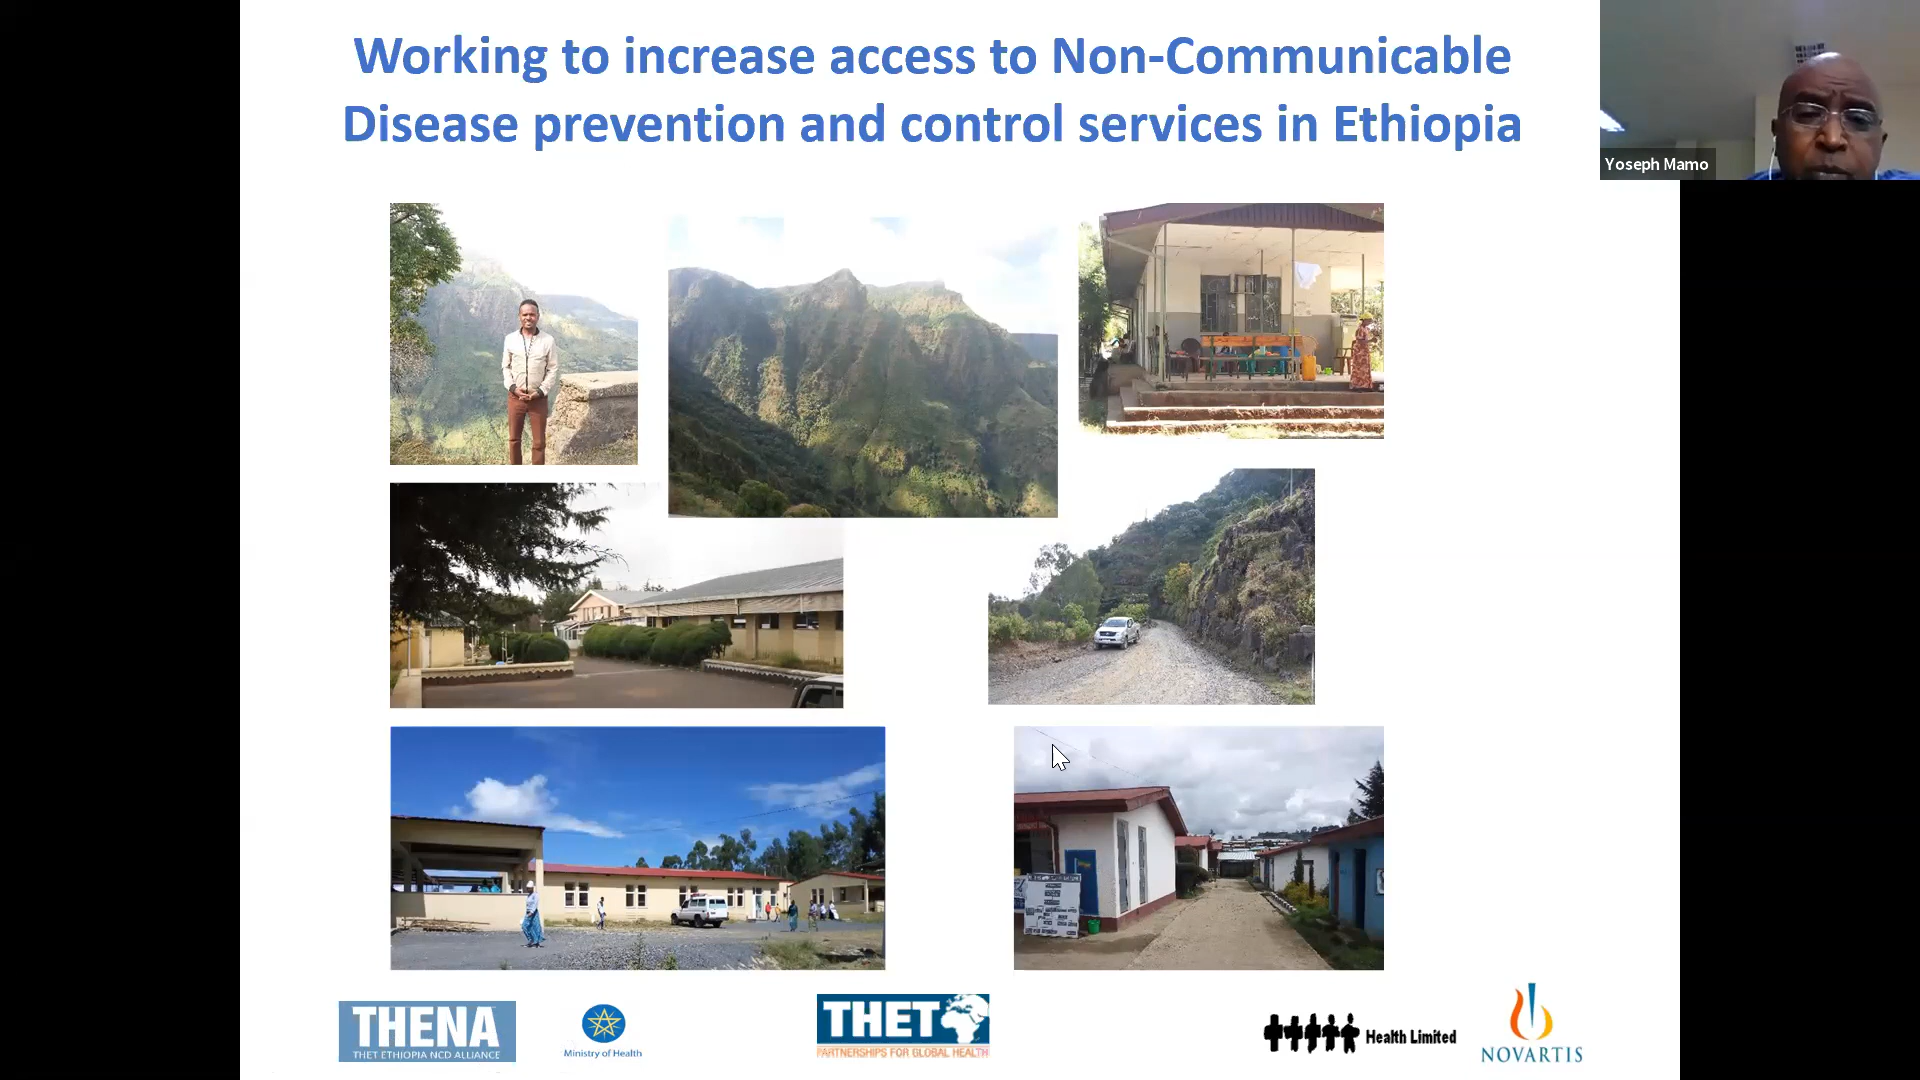 Working to increase access to Non-Communicable
Disease prevention and control services in Ethiopia
Yoseph Mamo
THENA
THET ETHIOPIA NCD ALLIANCE
Ministry of Health
THET
PARTNERSHIPS FOR GLOBAL HEALTH
Health Limited
NOVARTIS